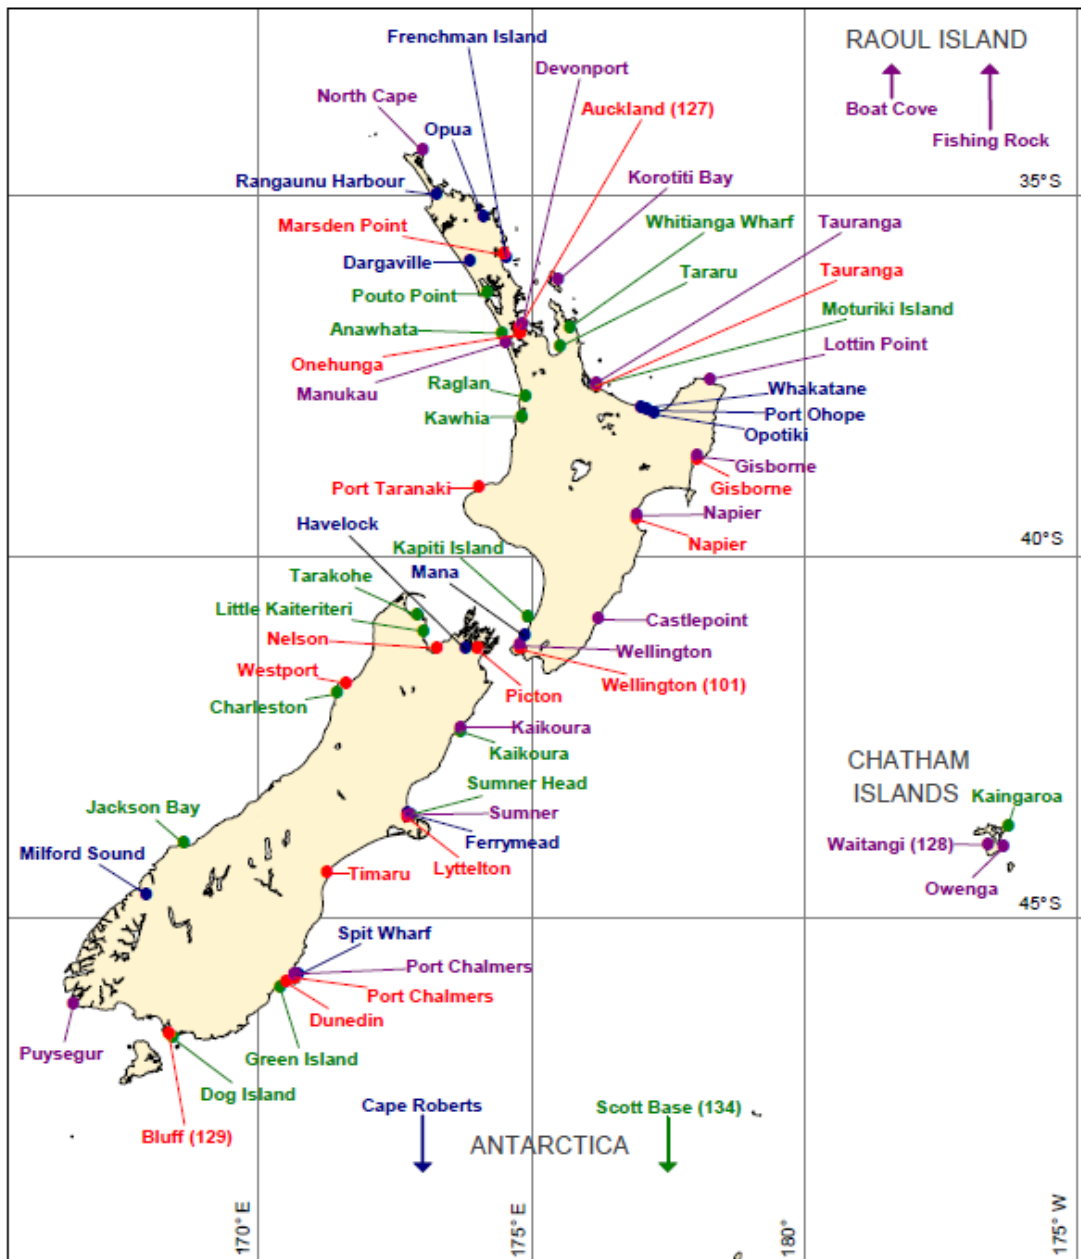 RAOUL ISLAND
Frenchman Island
Devonport
North Cape
Auckland (127)
Boat Cove
Opua
Fishing Rock
Rangaunu Harbour
Korotiti Bay
35°S
Marsden Point
Whitianga Wharf
Tauranga
Dargaville
Tararu
Tauranga
Pouto Point
Moturiki Island
Anawhata
Lottin Point
Onehunga
Manukau
Raglan
Whakatane
Kawhia
Port Ohope
Opotiki
Gisborne
Port Taranaki
Gisborne
Havelock
Napier
Kapiti Island
Napier
40°S
Tarakohe
Mana
Little Kaiteriteri
Castlepoint
Nelson
Wellington
Westport
Picton
Wellington (101)
Charleston
Kaikoura
Kaikoura
CHATHAM
ISLANDS
Sumner Head
Kaingaroa
Jackson Bay
Sumner
Milford Sound
Ferrymead
Waitangi (128)
Lyttelton
Timaru
Owenga
45°S
Spit Wharf
Port Chalmers
Port Chalmers
Dunedin
Puysegur
Green Island
Dog Island
Cape Roberts
Scott Base (134)
Bluff (129)
ANTARCTICA
170° E
175° E
180°
175° W